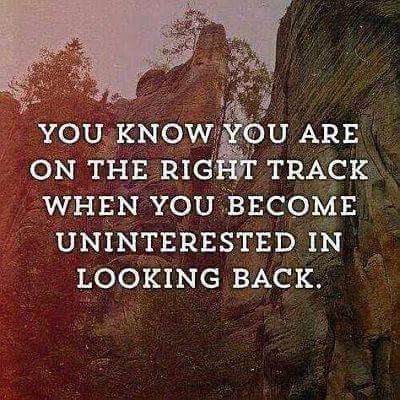 YOU KNOW YOU ARE
ON THE RIGHT TRACK
WHEN YOU BECOME
UNINTERESTED IN
LOOKING BACK.